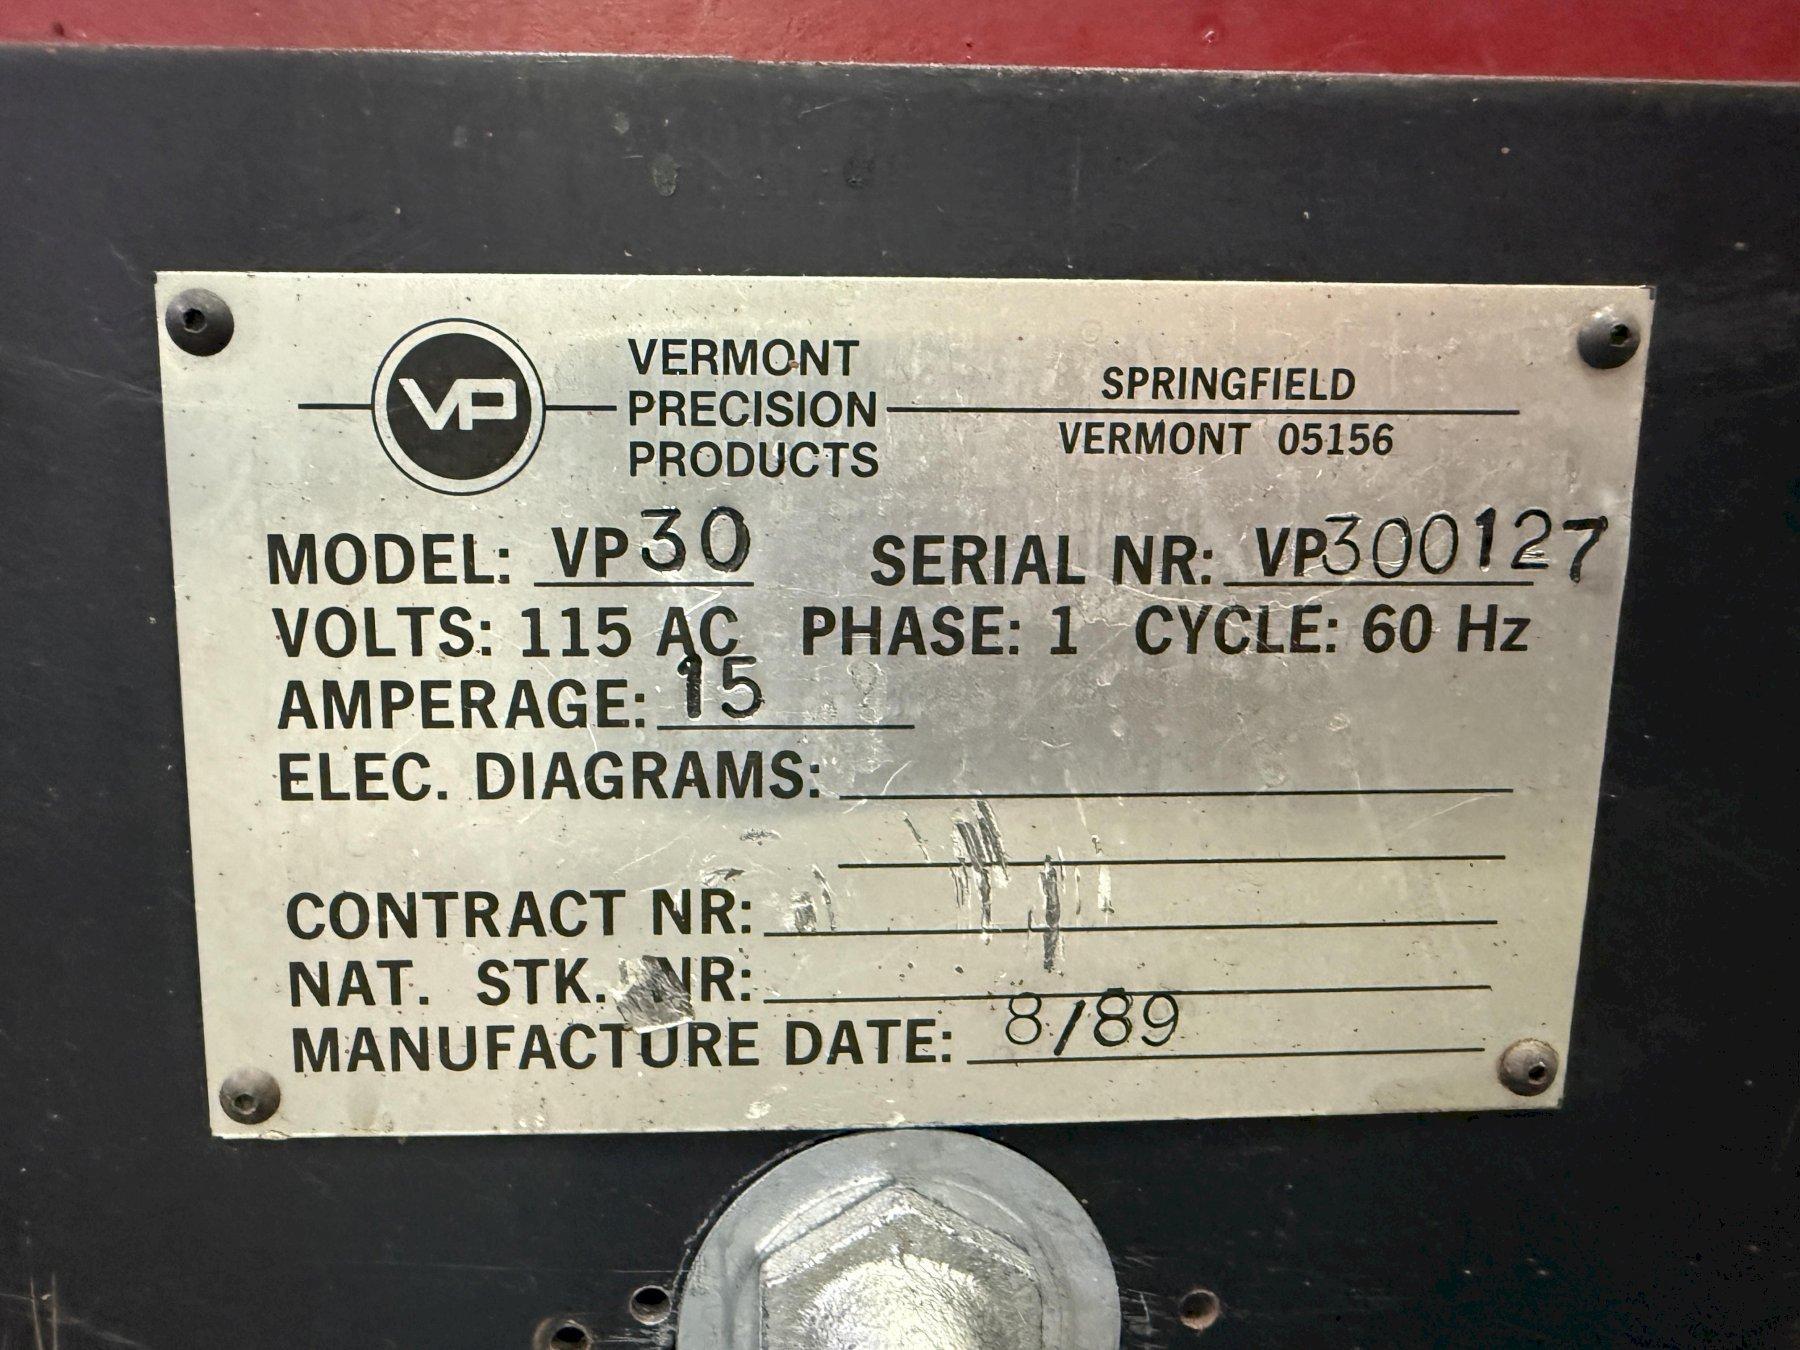 VP
VERMONT
PRECISION
PRODUCTS
SPRINGFIELD
VERMONT 05156
MODEL: VP30 SERIAL NR: VP300127
VOLTS: 115 AC PHASE: 1 CYCLE: 60 Hz
AMPERAGE: 15
ELEC. DIAGRAMS:
CONTRACT NR:
NAT. STK. NR:
MANUFACTURE DATE: 8/89